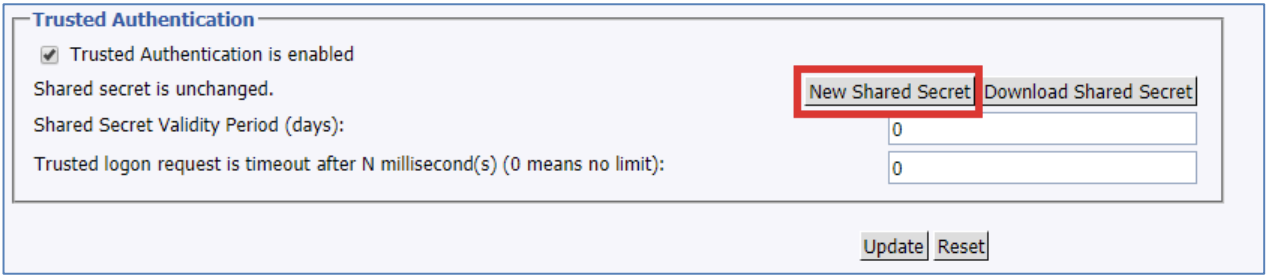 Trusted Authentication
Trusted Authentication is enabled
Shared secret is unchanged. New Shared Secret Download Shared Secret
Shared Secret Validity Period (days): 0
Trusted logon request is timeout after N millisecond(s) (0 means no limit): 0
Update Reset